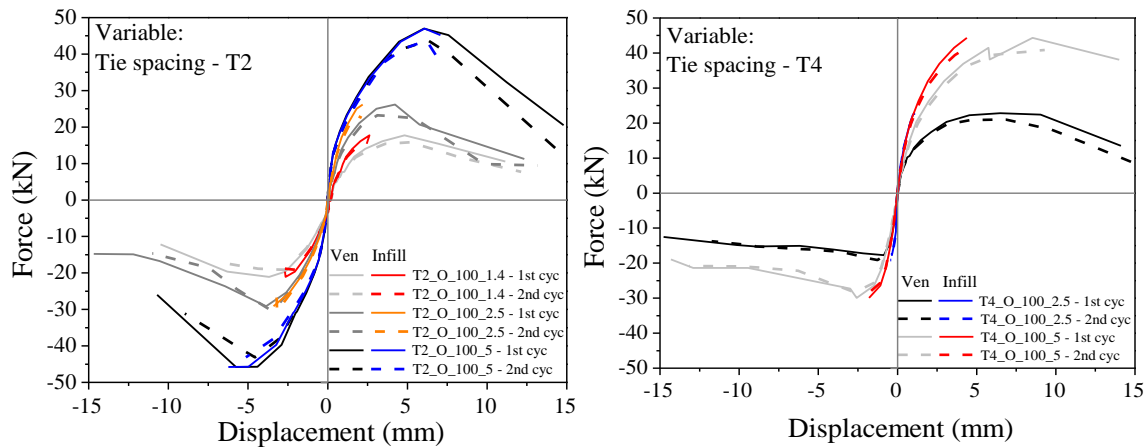 Variable:
Tie spacing - T2
50
40
30
20
10
0
-10
-20
-30
-40
-50
Force (kN)
Ven Infill
T2_O_100_1.4 - 1st cyc
T2_O_100_1.4 - 2nd cyc
T2_O_100_2.5 - 1st cyc
T2_O_100_2.5 - 2nd cyc
T2_O_100_5 - 1st cyc
T2_O_100_5 - 2nd cyc
-15 -10 -5 0 5 10 15
Displacement (mm)
Variable:
Tie spacing - T4
50
40
30
20
10
0
-10
-20
-30
-40
-50
Force (kN)
Ven Infill
T4_O_100_2.5 - 1st cyc
T4_O_100_2.5 - 2nd cyc
T4_O_100_5 - 1st cyc
T4_O_100_5 - 2nd cyc
-15 -10 -5 0 5 10 15
Displacement (mm)